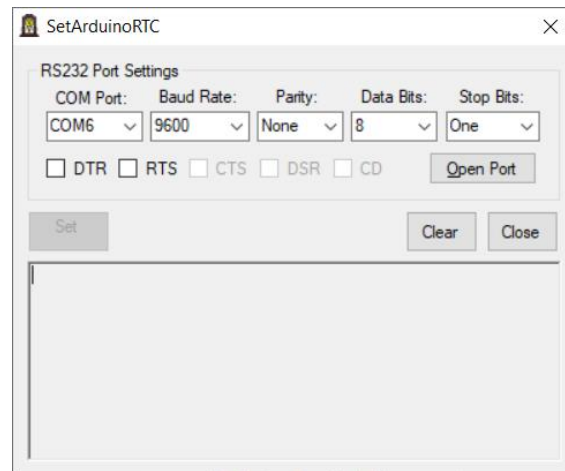 SetArduinoRTC
RS232 Port Settings
COM Port: Baud Rate: Parity: Data Bits: Stop Bits:
COM6 9600 None 8 One
DTR RTS CTS DSR CD Open Port
Set Clear Close